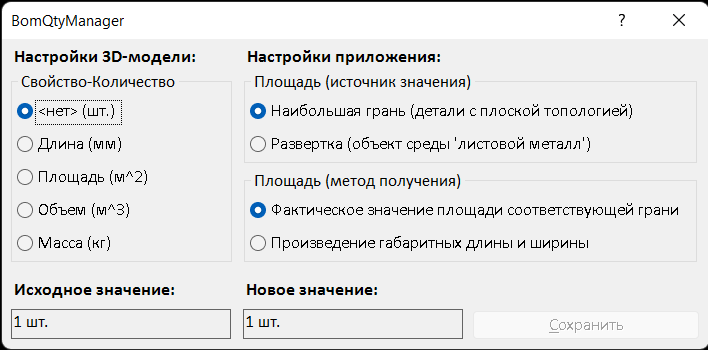 BomQtyManager
Настройки 3D-модели:
Свойство-Количество
<нет> (шт.)
Длина (мм)
Площадь (м^2)
Объем (м^3)
Масса (кг)
Настройки приложения:
Площадь (источник значения)
Наибольшая грань (детали с плоской топологией)
Развертка (объект среды 'листовой металл')
Площадь (метод получения)
Фактическое значение площади соответствующей грани
Произведение габаритных длины и ширины
Исходное значение:
1 шт.
Новое значение:
1 шт.
Сохранить